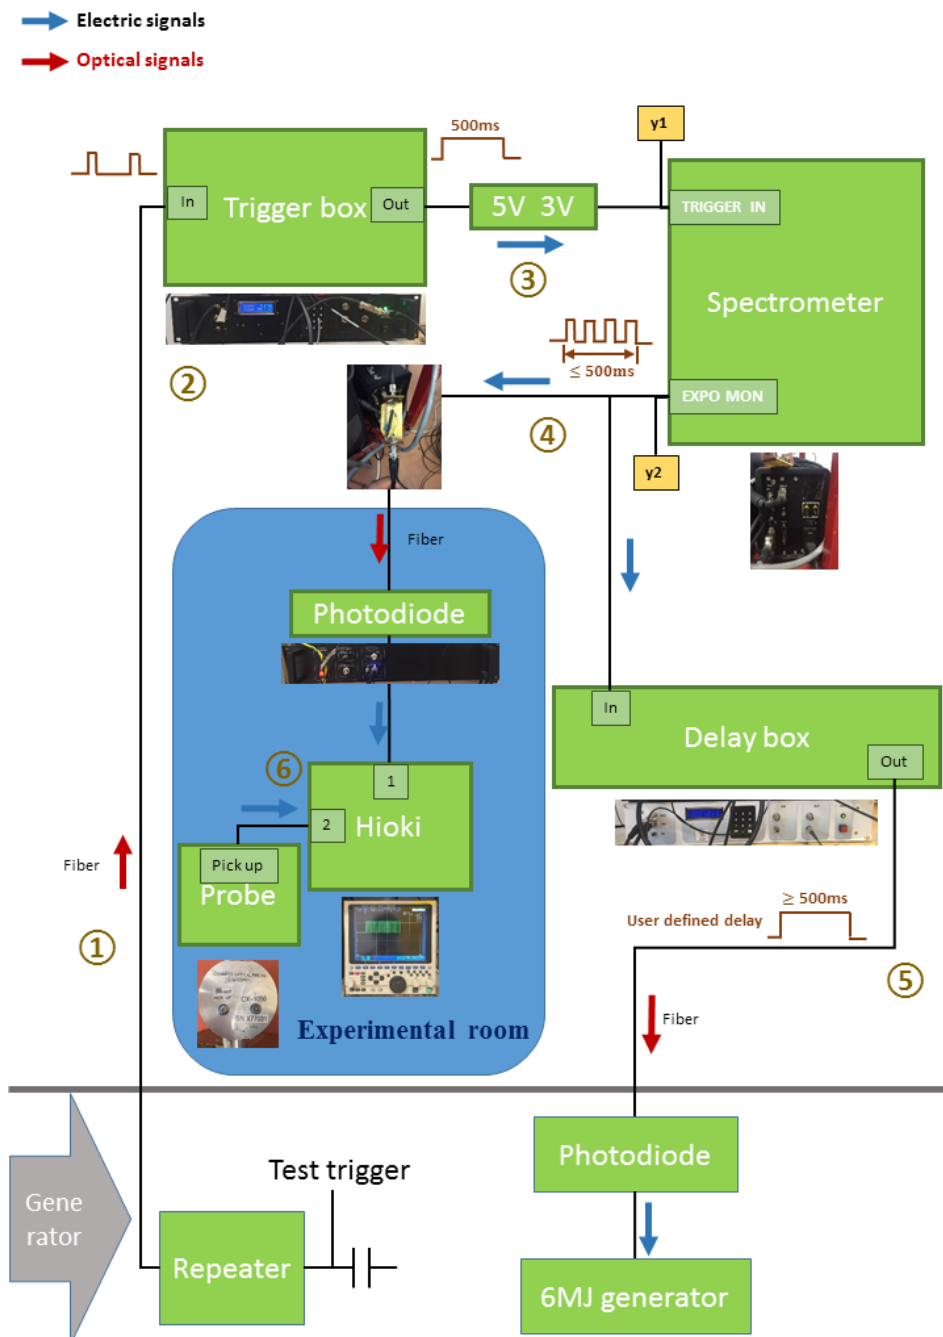 Electric signals
Optical signals
y1
500ms
In
Trigger box
Out
5V 3V
TRIGGER IN
③
Spectrometer
≤ 500ms
②
④
EXPO MON
y2
Fiber
Photodiode
In
Delay box
Out
⑥
1
2
Hioki
Pick up
Probe
Fiber
①
≥ 500ms
User defined delay
⑤
CX-1050
Experimental room
Fiber
Gene
rator
Test trigger
Repeater
Photodiode
6MJ generator